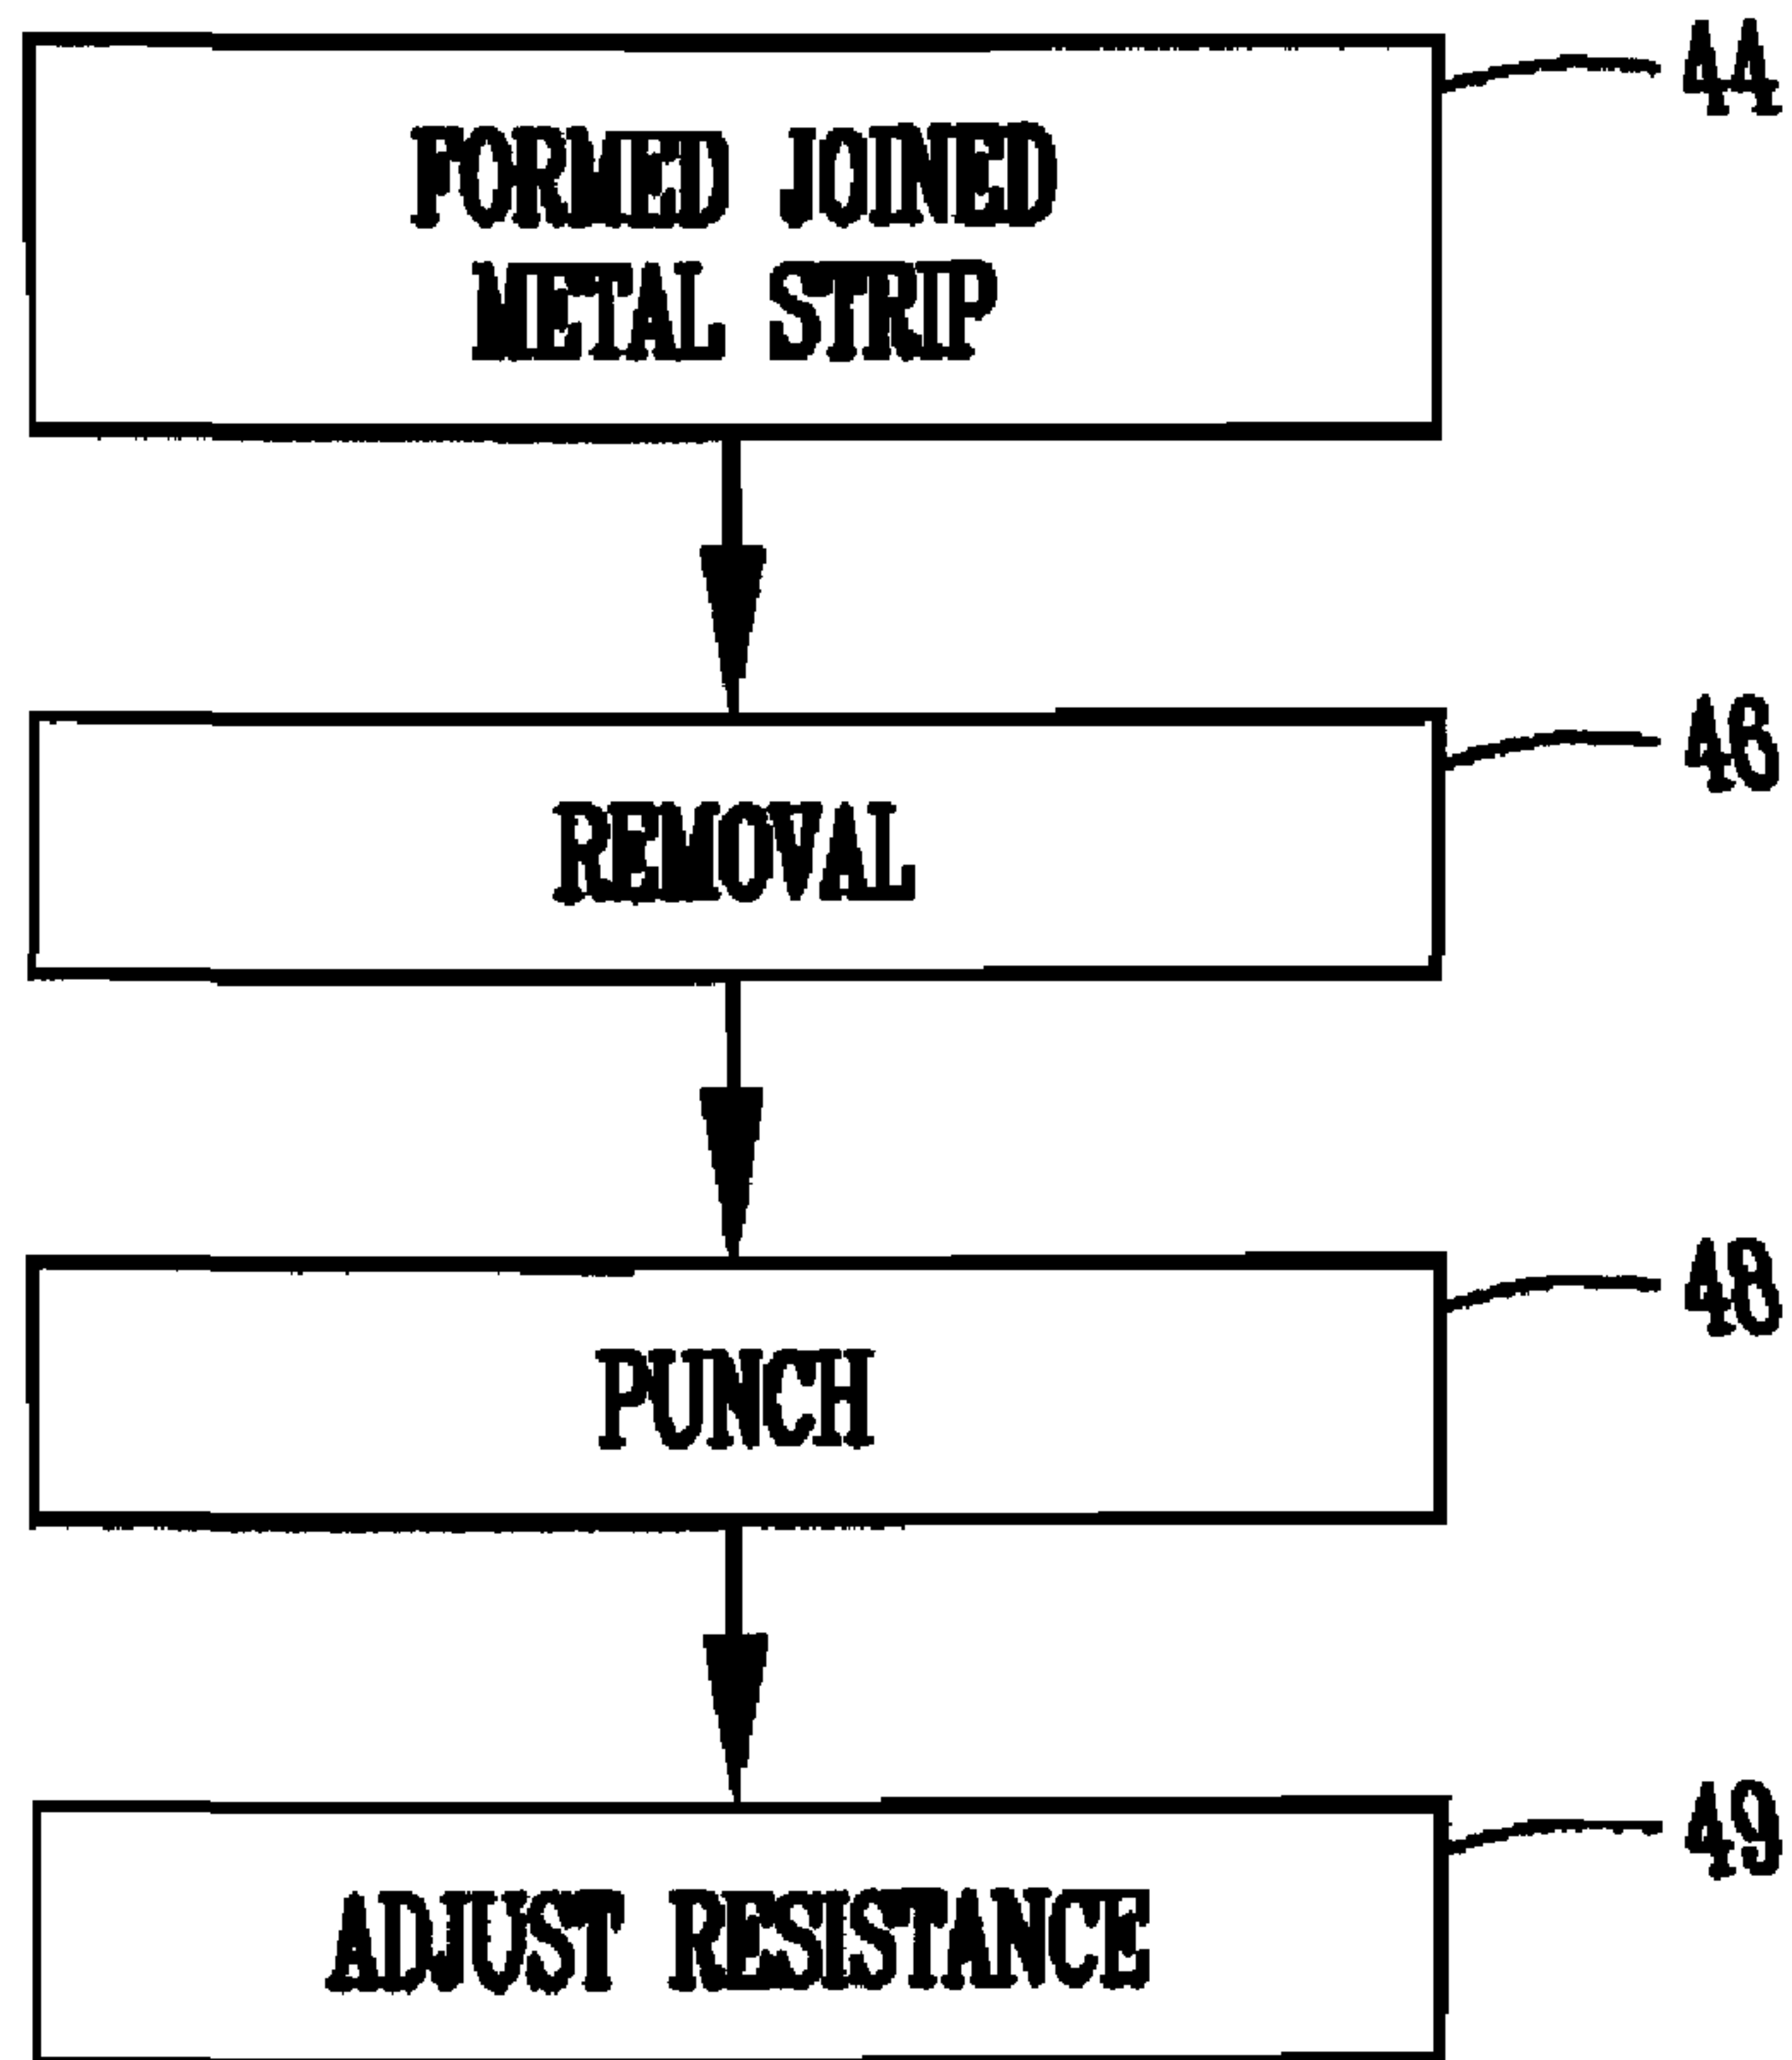 FORMED JOINED 44
METAL STRIP
REMOVAL 46
PUNCH 48
ADJUST RESISTANCE 49